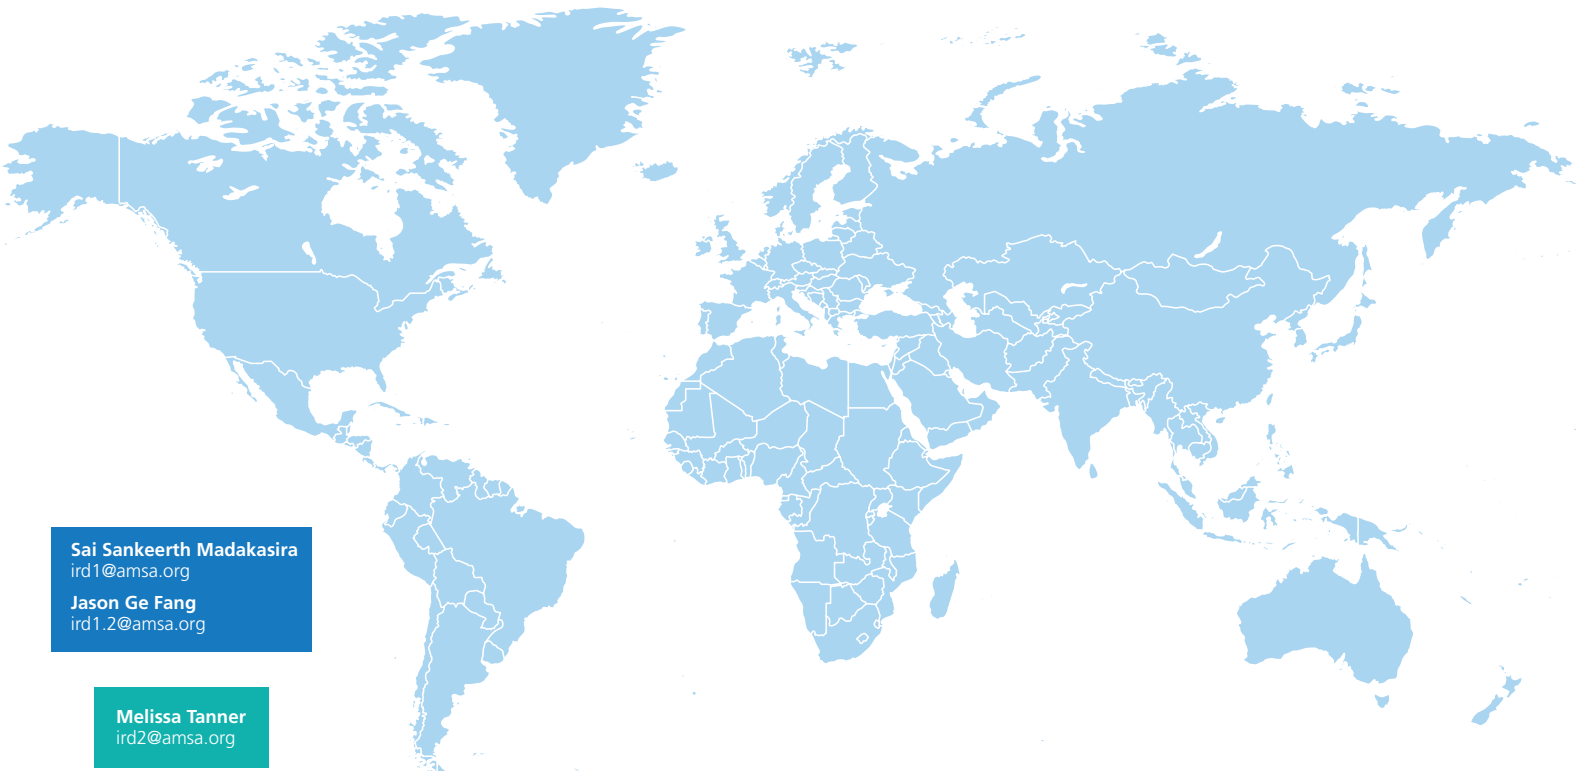 Sai Sankeerth Madakasira
ird1@amsa.org
Jason Ge Fang
ird1.2@amsa.org
Melissa Tanner
ird2@amsa.org